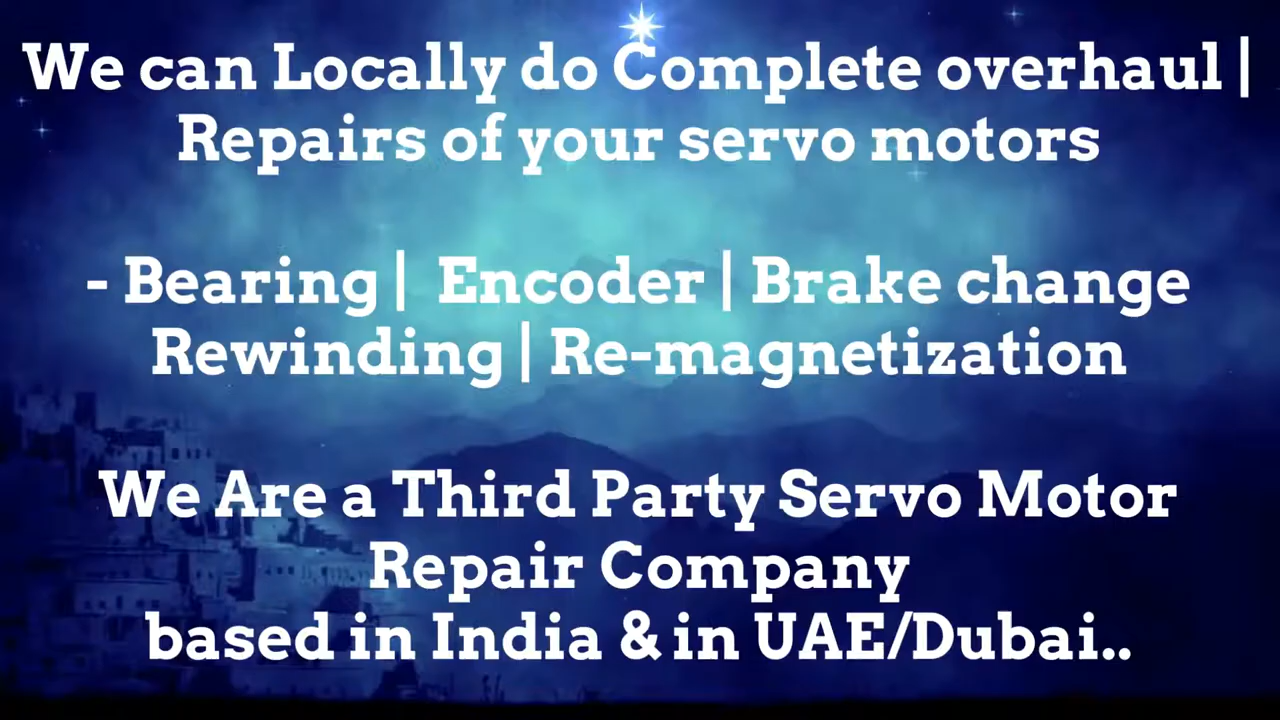 We can Locally do Complete overhaul |
Repairs of your servo motors
- Bearing | Encoder | Brake change
Rewinding | Re-magnetization
We Are a Third Party Servo Motor
Repair Company
based in India & in UAE/Dubai..